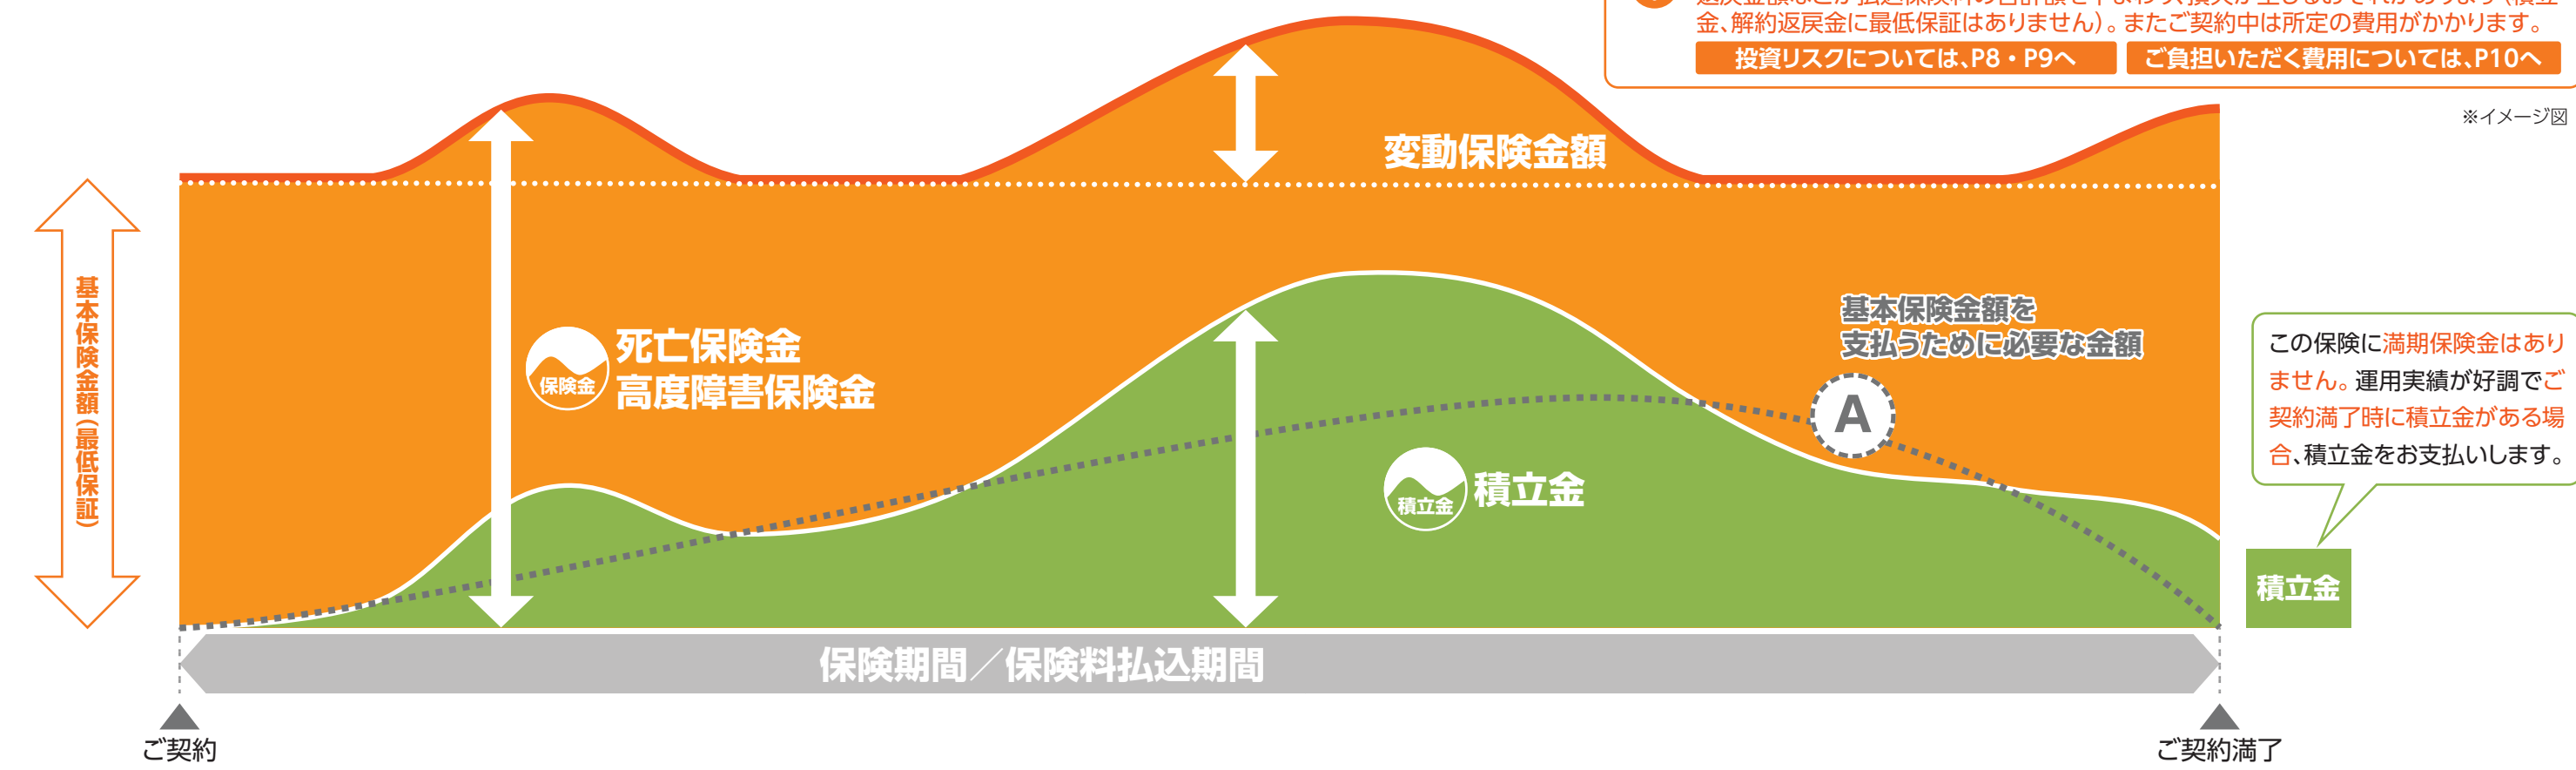 金、解約返戻金に最低保証はありません)。またご契約中は所定の費用がかかります。
投資リスクについては、P8・P9へ
ご負担いただく費用については、P10へ
※イメージ図
変動保険金額
基本保険金額(最低保証)
基本保険金額を
支払うために必要な金額
A
保険金
死亡保険金
高度障害保険金
積立金
積立金
この保険に満期保険金はあり
ません。運用実績が好調でご
契約満了時に積立金がある場
合、積立金をお支払いします。
積立金
保険期間／保険料払込期間
ご契約
ご契約満了